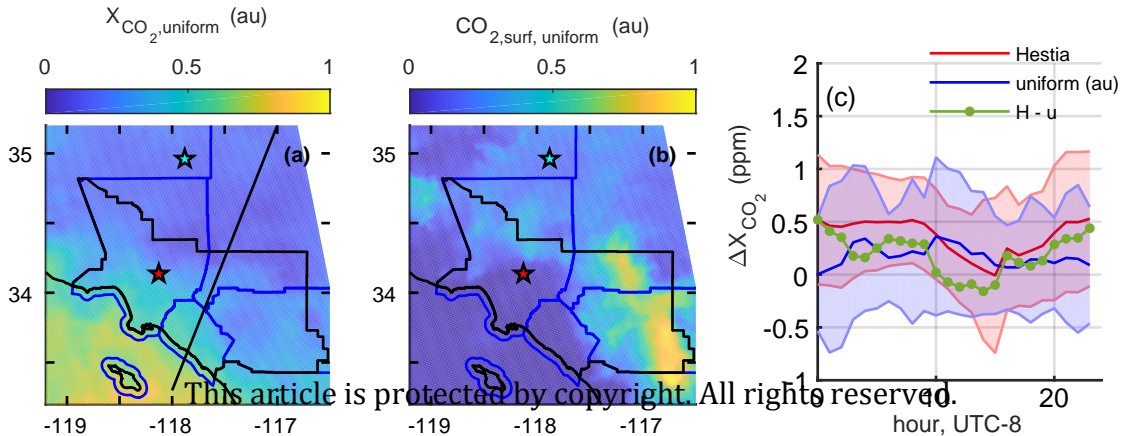 X_CO2,uniform (au)
CO2,surf, uniform (au)
0 0.5 1
0 0.5 1
Hestia
uniform (au)
H - u
(a)
(b)
(c)
35
34
-119 -118 -117
35
34
-119 -118 -117
ΔX_CO2 (ppm)
2
1.5
1
0.5
0
-0.5
-1
0 10 20
hour, UTC-8
This article is protected by copyright. All rights reserved.